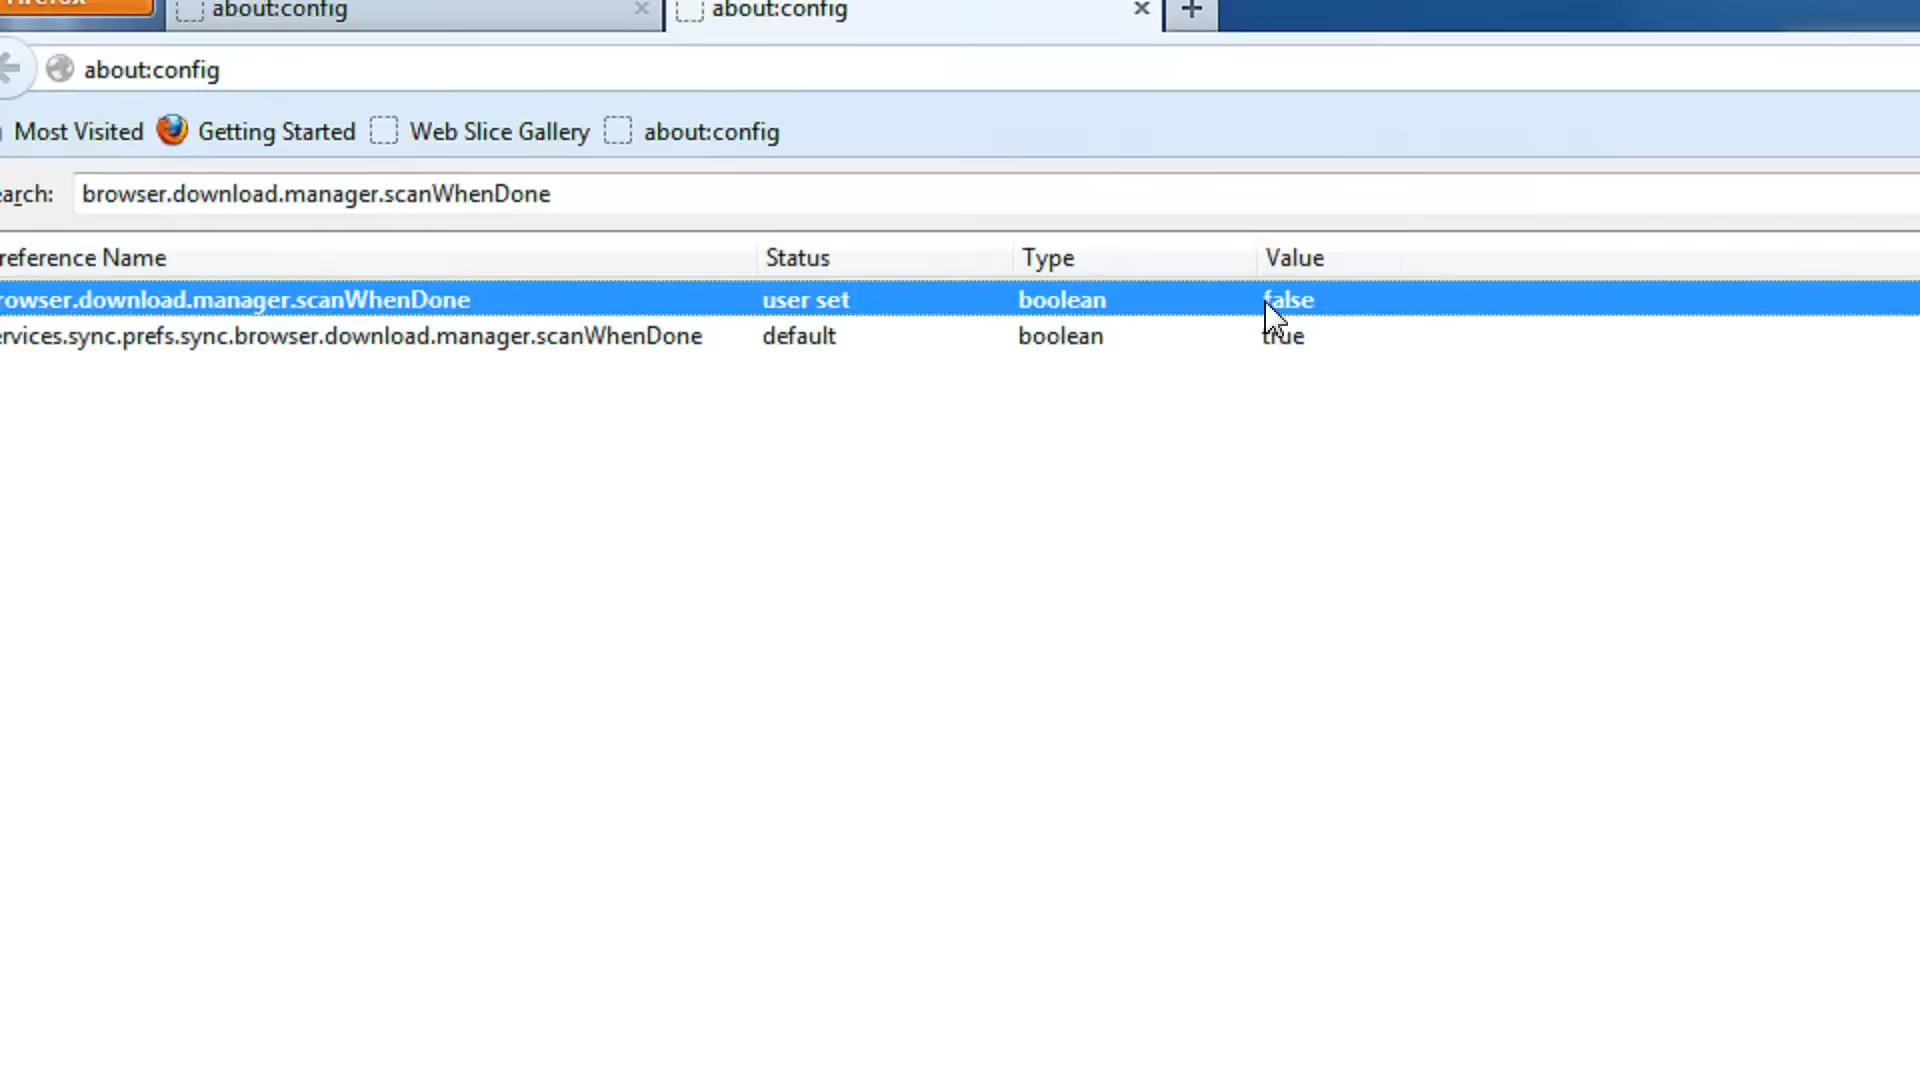 Firefox
about:config
about:config
about:config
Most Visited Getting Started Web Slice Gallery about:config
earch: browser.download.manager.scanWhenDone
reference Name Status Type Value
rowser.download.manager.scanWhenDone user set boolean false
ervices.sync.prefs.sync.browser.download.manager.scanWhenDone default boolean true